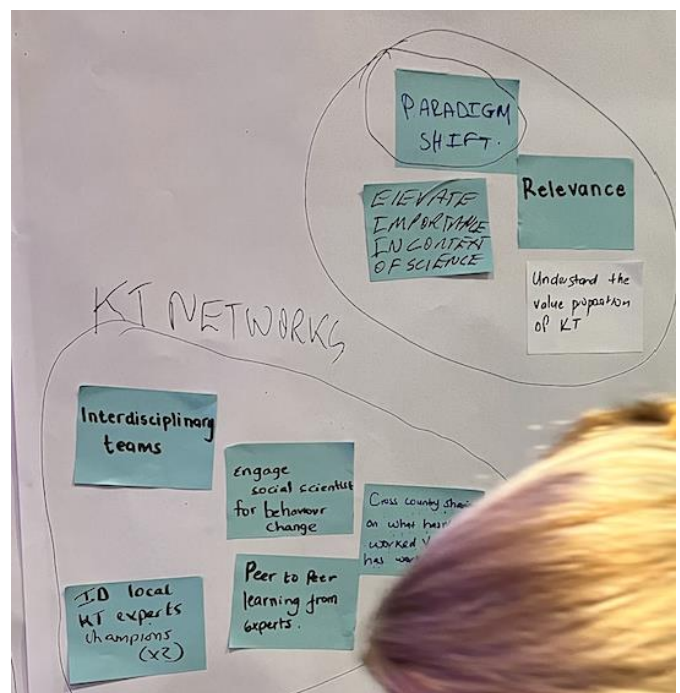 PARADIGM
SHIFT.
ELEVATE
IMPORTANCE
IN CONTEXT
OF SCIENCE
Relevance
Understand the
value proposition
of KT
KT NETWORKS
Interdisciplinary
teams
Engage
social scientist
for behaviour
change
Cross country
on what
worked
has
ID local
KT experts
champions
(x2)
Peer to Peer
learning from
experts.